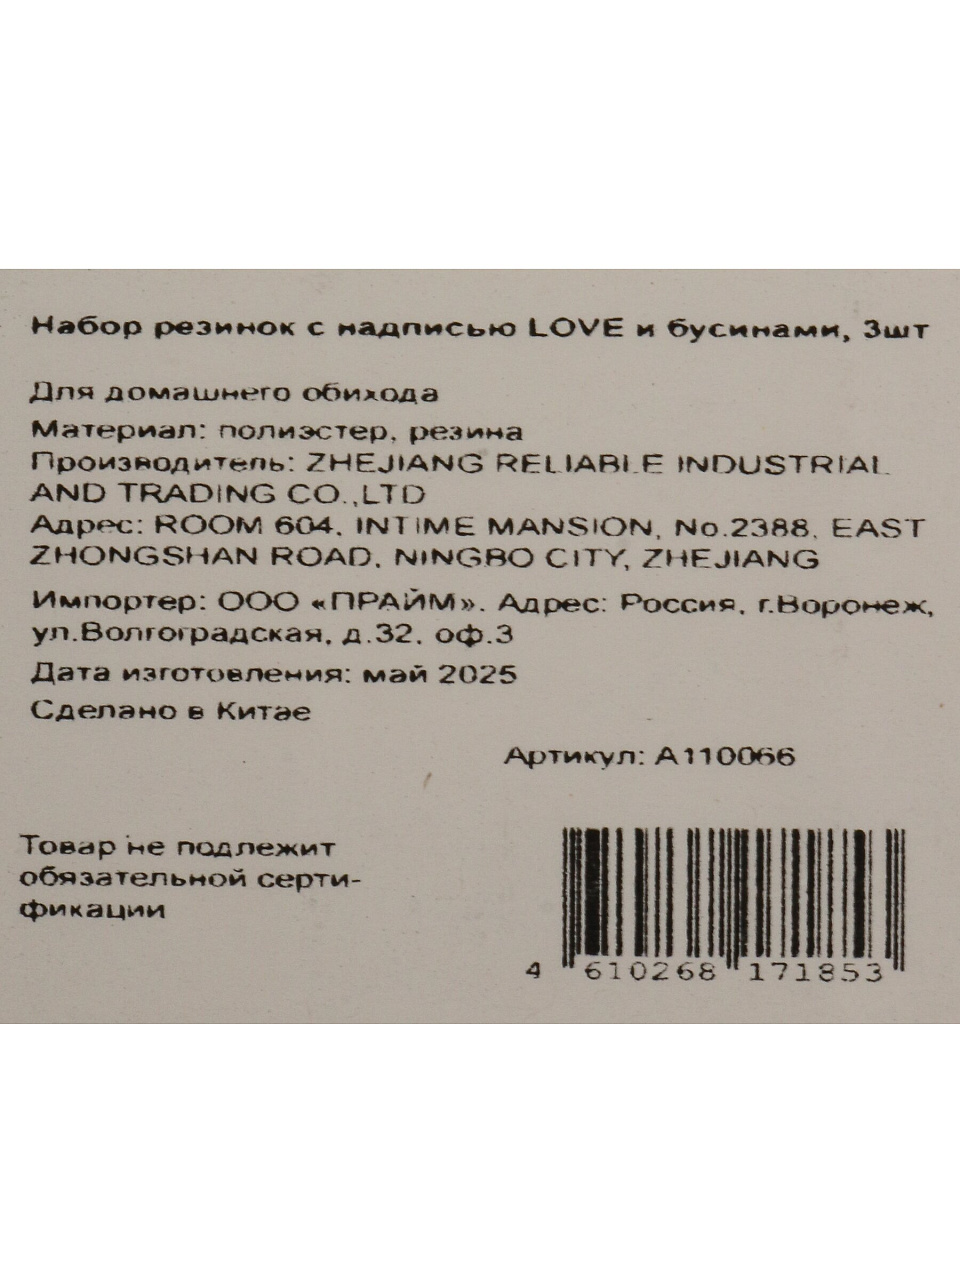 Набор резинок с надписью LOVE и бусинами, 3шт
Для домашнего обихода
Материал: полиэстер, резина
Производитель: ZHEJIANG RELIABLE INDUSTRIAL
AND TRADING CO.,LTD
Адрес: ROOM 604, INTIME MANSION, No.2388, EAST
ZHONGSHAN ROAD, NINGBO CITY, ZHEJIANG
Импортер: ООО «ПРАЙМ». Адрес: Россия, г.Воронеж,
ул.Волгоградская, д.32, оф.3
Дата изготовления: май 2025
Сделано в Китае
Артикул: A110066
Товар не подлежит
обязательной серти-
фикации
4 610268 171853